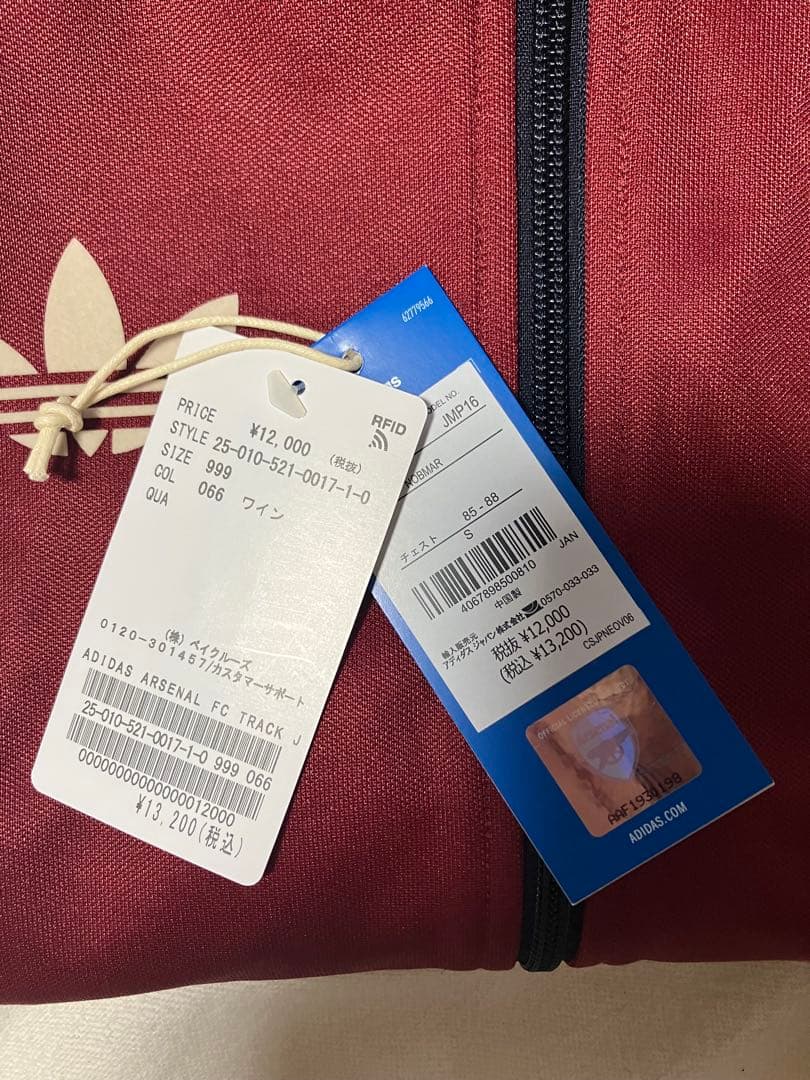 PRICE ¥12,000 (税抜)
RFID
STYLE 25-010-521-0017-1-0
SIZE 999
COL 066 ワイン
QUA
(株) ベイクルーズ
0120-301457/カスタマーサポート
ADIDAS ARSENAL FC TRACK J
25-010-521-0017-1-0 999 066
¥13,200(税込)
62779566
JMP16
NOBMAR
チェスト 85-88
S
JAN
4067898500810
中国製
輸入販売元
アディダス ジャパン株式会社 0570-033-033
税抜 ¥12,000
(税込 ¥13,200)
CSJPNEOV06
AAF1930198
ADIDAS.COM